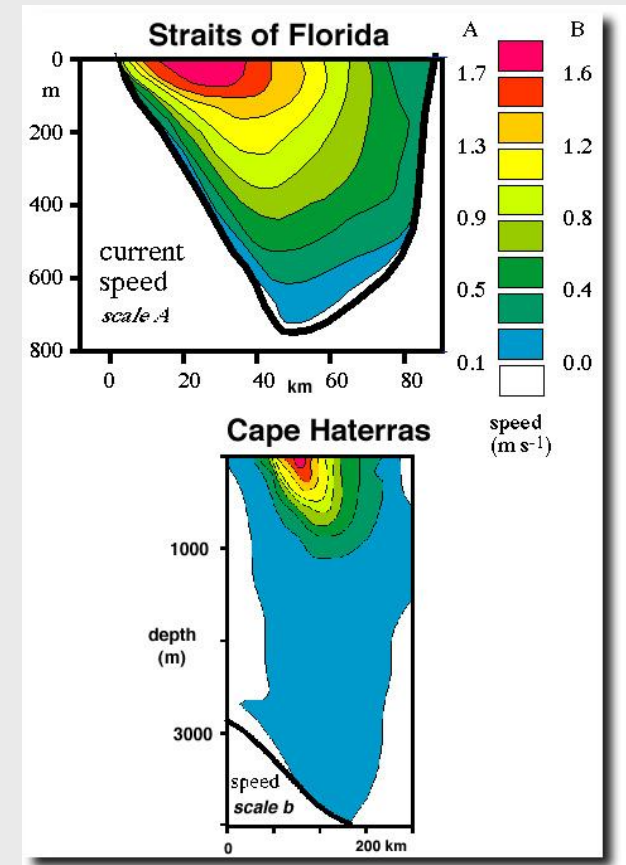 Straits of Florida
A B
0
m
200
400
600
800
current
speed
scale A
0 20 40 km 60 80
1.7 1.6
1.3 1.2
0.9 0.8
0.5 0.4
0.1 0.0
speed
(m s-1)
Cape Haterras
1000
depth
(m)
3000
speed
scale b
0 200 km